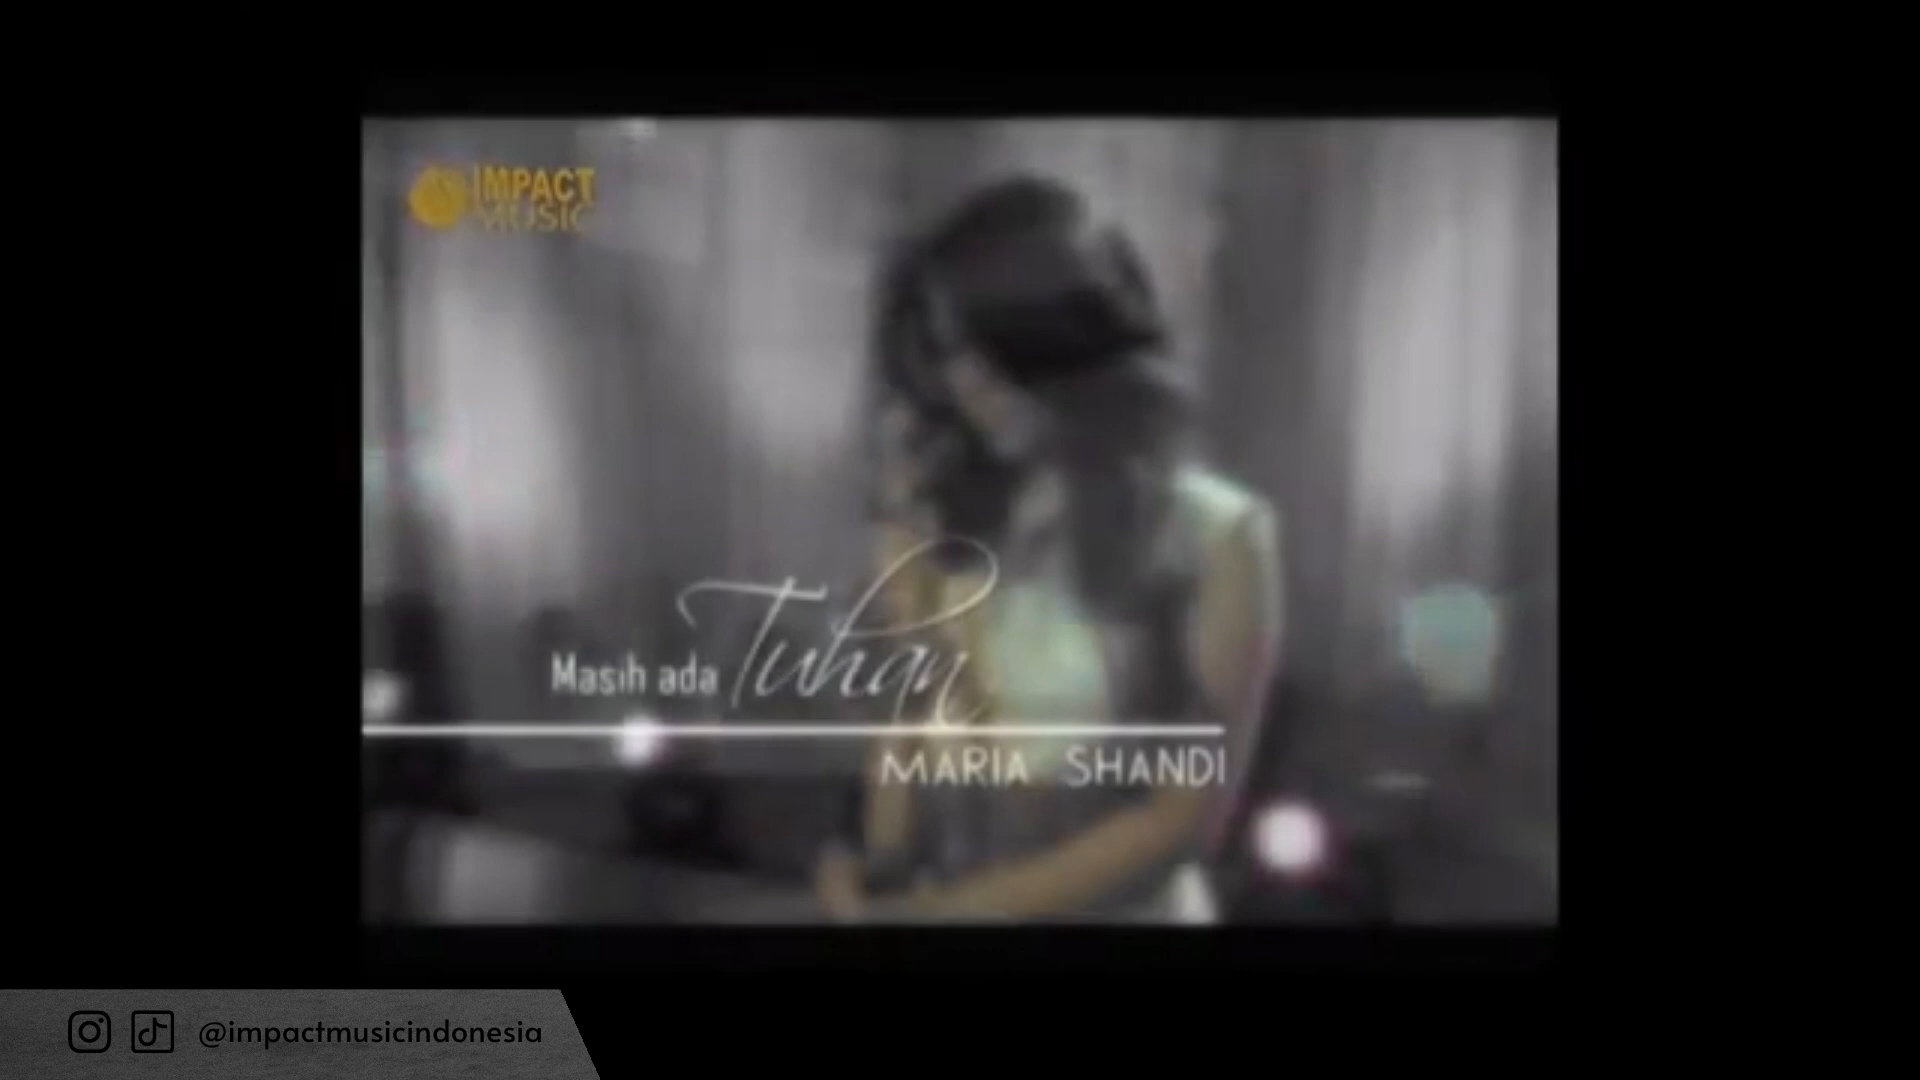 IMPACT
MUSIC
Masih ada Tuhan
MARIA SHANDI
@impactmusicindonesia